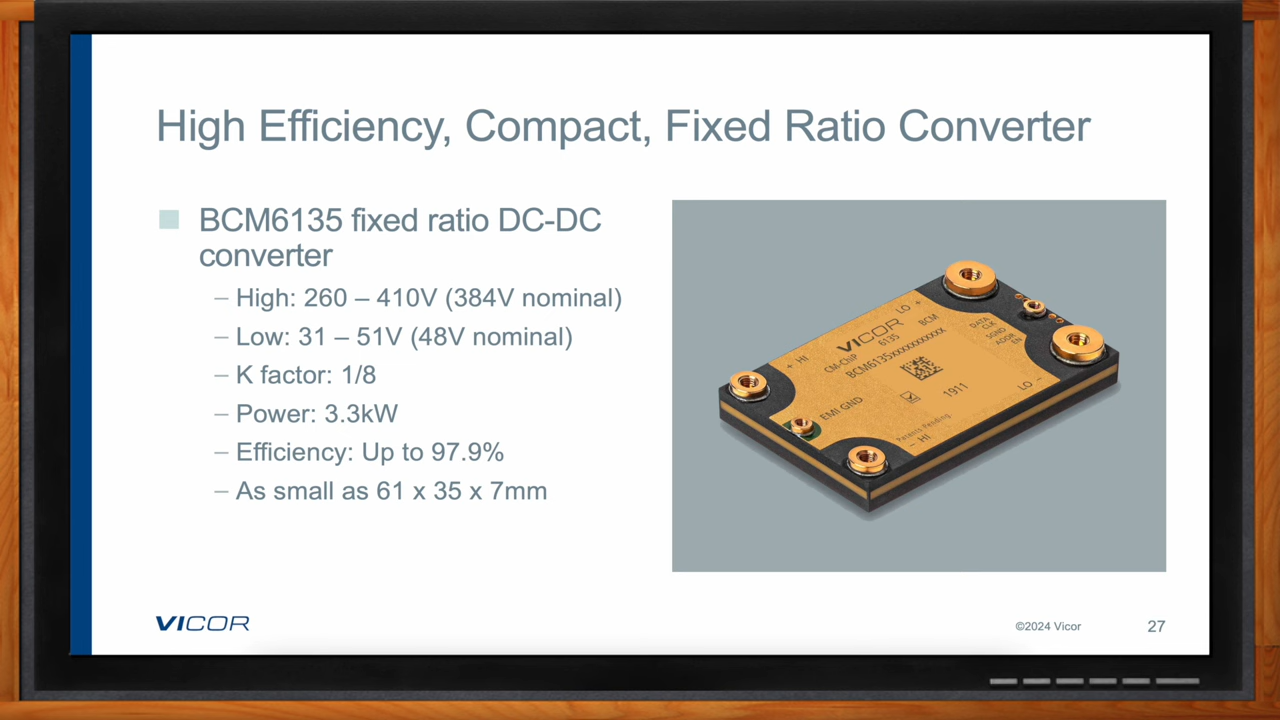 High Efficiency, Compact, Fixed Ratio Converter
BCM6135 fixed ratio DC-DC
converter
– High: 260 – 410V (384V nominal)
– Low: 31 – 51V (48V nominal)
– K factor: 1/8
– Power: 3.3kW
– Efficiency: Up to 97.9%
– As small as 61 x 35 x 7mm
LO +
BCM
DATA
CLK
SGND
ADDR
EN
VICOR
6135
+ HI
CM-ChiP
BCM6135xxxxxxxxxxx
1911
LO -
EMI GND
Patents Pending
- HI
VICOR
©2024 Vicor
27